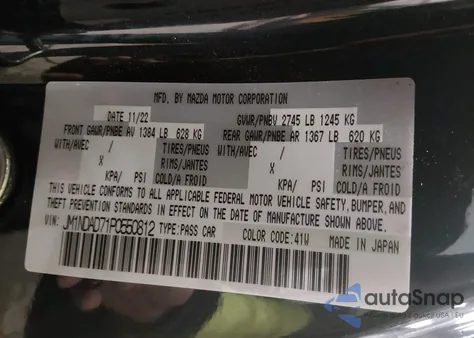 MFD. BY MAZDA MOTOR CORPORATION
DATE 11/22 GVWR/PNBV 2745 LB 1245 KG
FRONT GAWR/PNBE AV 1384 LB 628 KG REAR GAWR/PNBE AR 1367 LB 620 KG
WITH/AVEC / TIRES/PNEUS WITH/AVEC / TIRES/PNEUS
X RIMS/JANTES X RIMS/JANTES
KPA/ PSI COLD/A FROID KPA/ PSI COLD/A FROID
THIS VEHICLE CONFORMS TO ALL APPLICABLE FEDERAL MOTOR VEHICLE SAFETY, BUMPER, AND
THEFT PREVENTION STANDARDS IN EFFECT ON THE DATE OF MANUFACTURE SHOWN ABOVE.
VIN: JM1NDAD71P0550812 TYPE: PASS CAR COLOR CODE: 41W MADE IN JAPAN
autoSnap
USA | EU